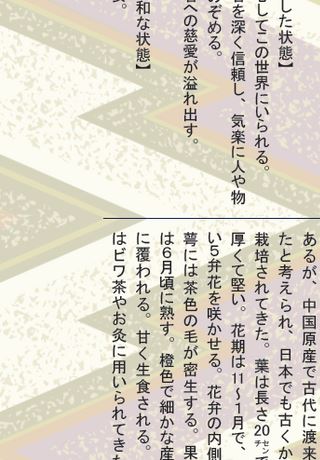 した状態】
してこの世界にいられる。
を深く信頼し、気楽に人や物
のぞめる。
への慈愛が溢れ出す。
和な状態】
。
あるが、中国原産で古代に渡来
たと考えられ、日本でも古くか
栽培されてきた。葉は長さ20センチ
厚くて堅い。花期は11〜1月で、
い5弁花を咲かせる。花弁の内側
萼には茶色の毛が密生する。果
は6月頃に熟す。橙色で細かな産
に覆われる。甘く生食される。
はビワ茶やお灸に用いられてきた